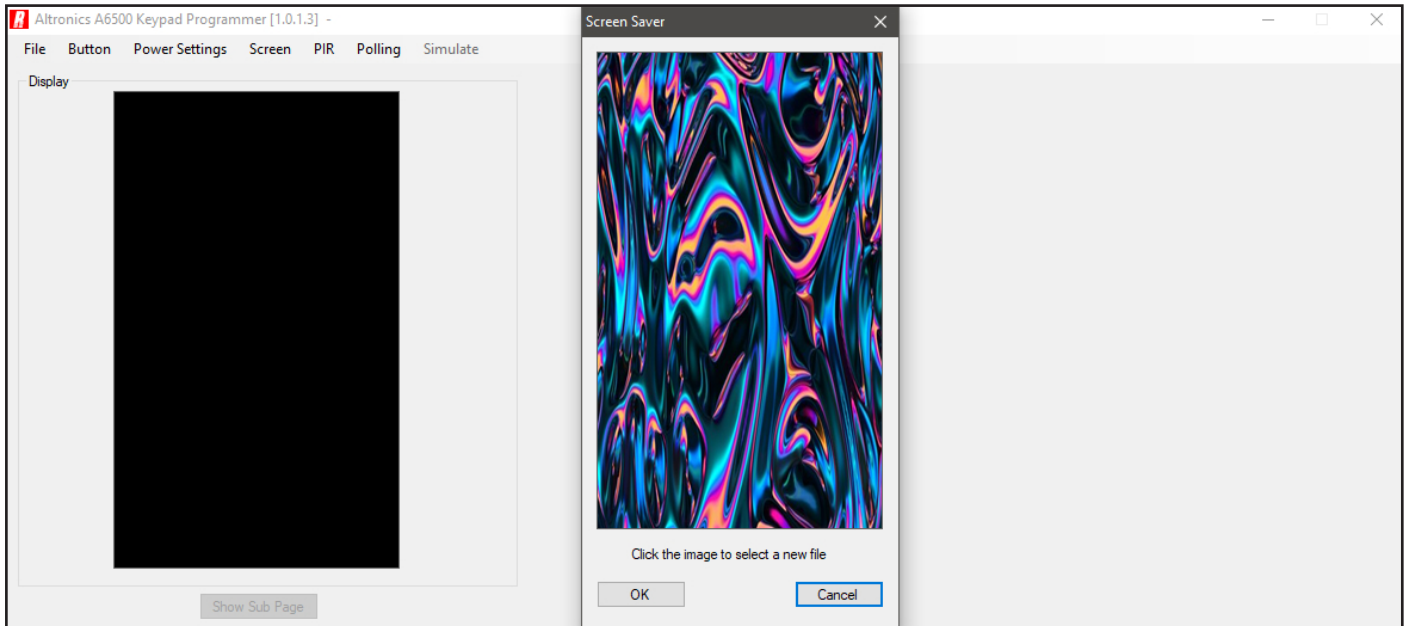 Altronics A6500 Keypad Programmer [1.0.1.3] -
File Button Power Settings Screen PIR Polling Simulate
Display
Show Sub Page
Screen Saver
Click the image to select a new file
OK Cancel